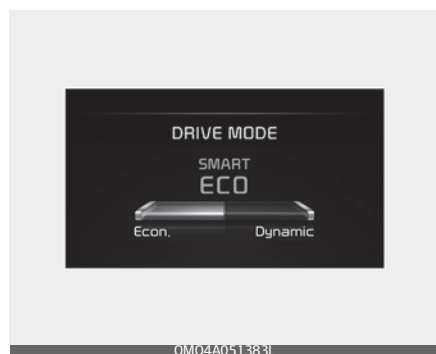 DRIVE MODE
SMART
ECO
Econ. Dynamic
OMQ4A051383L